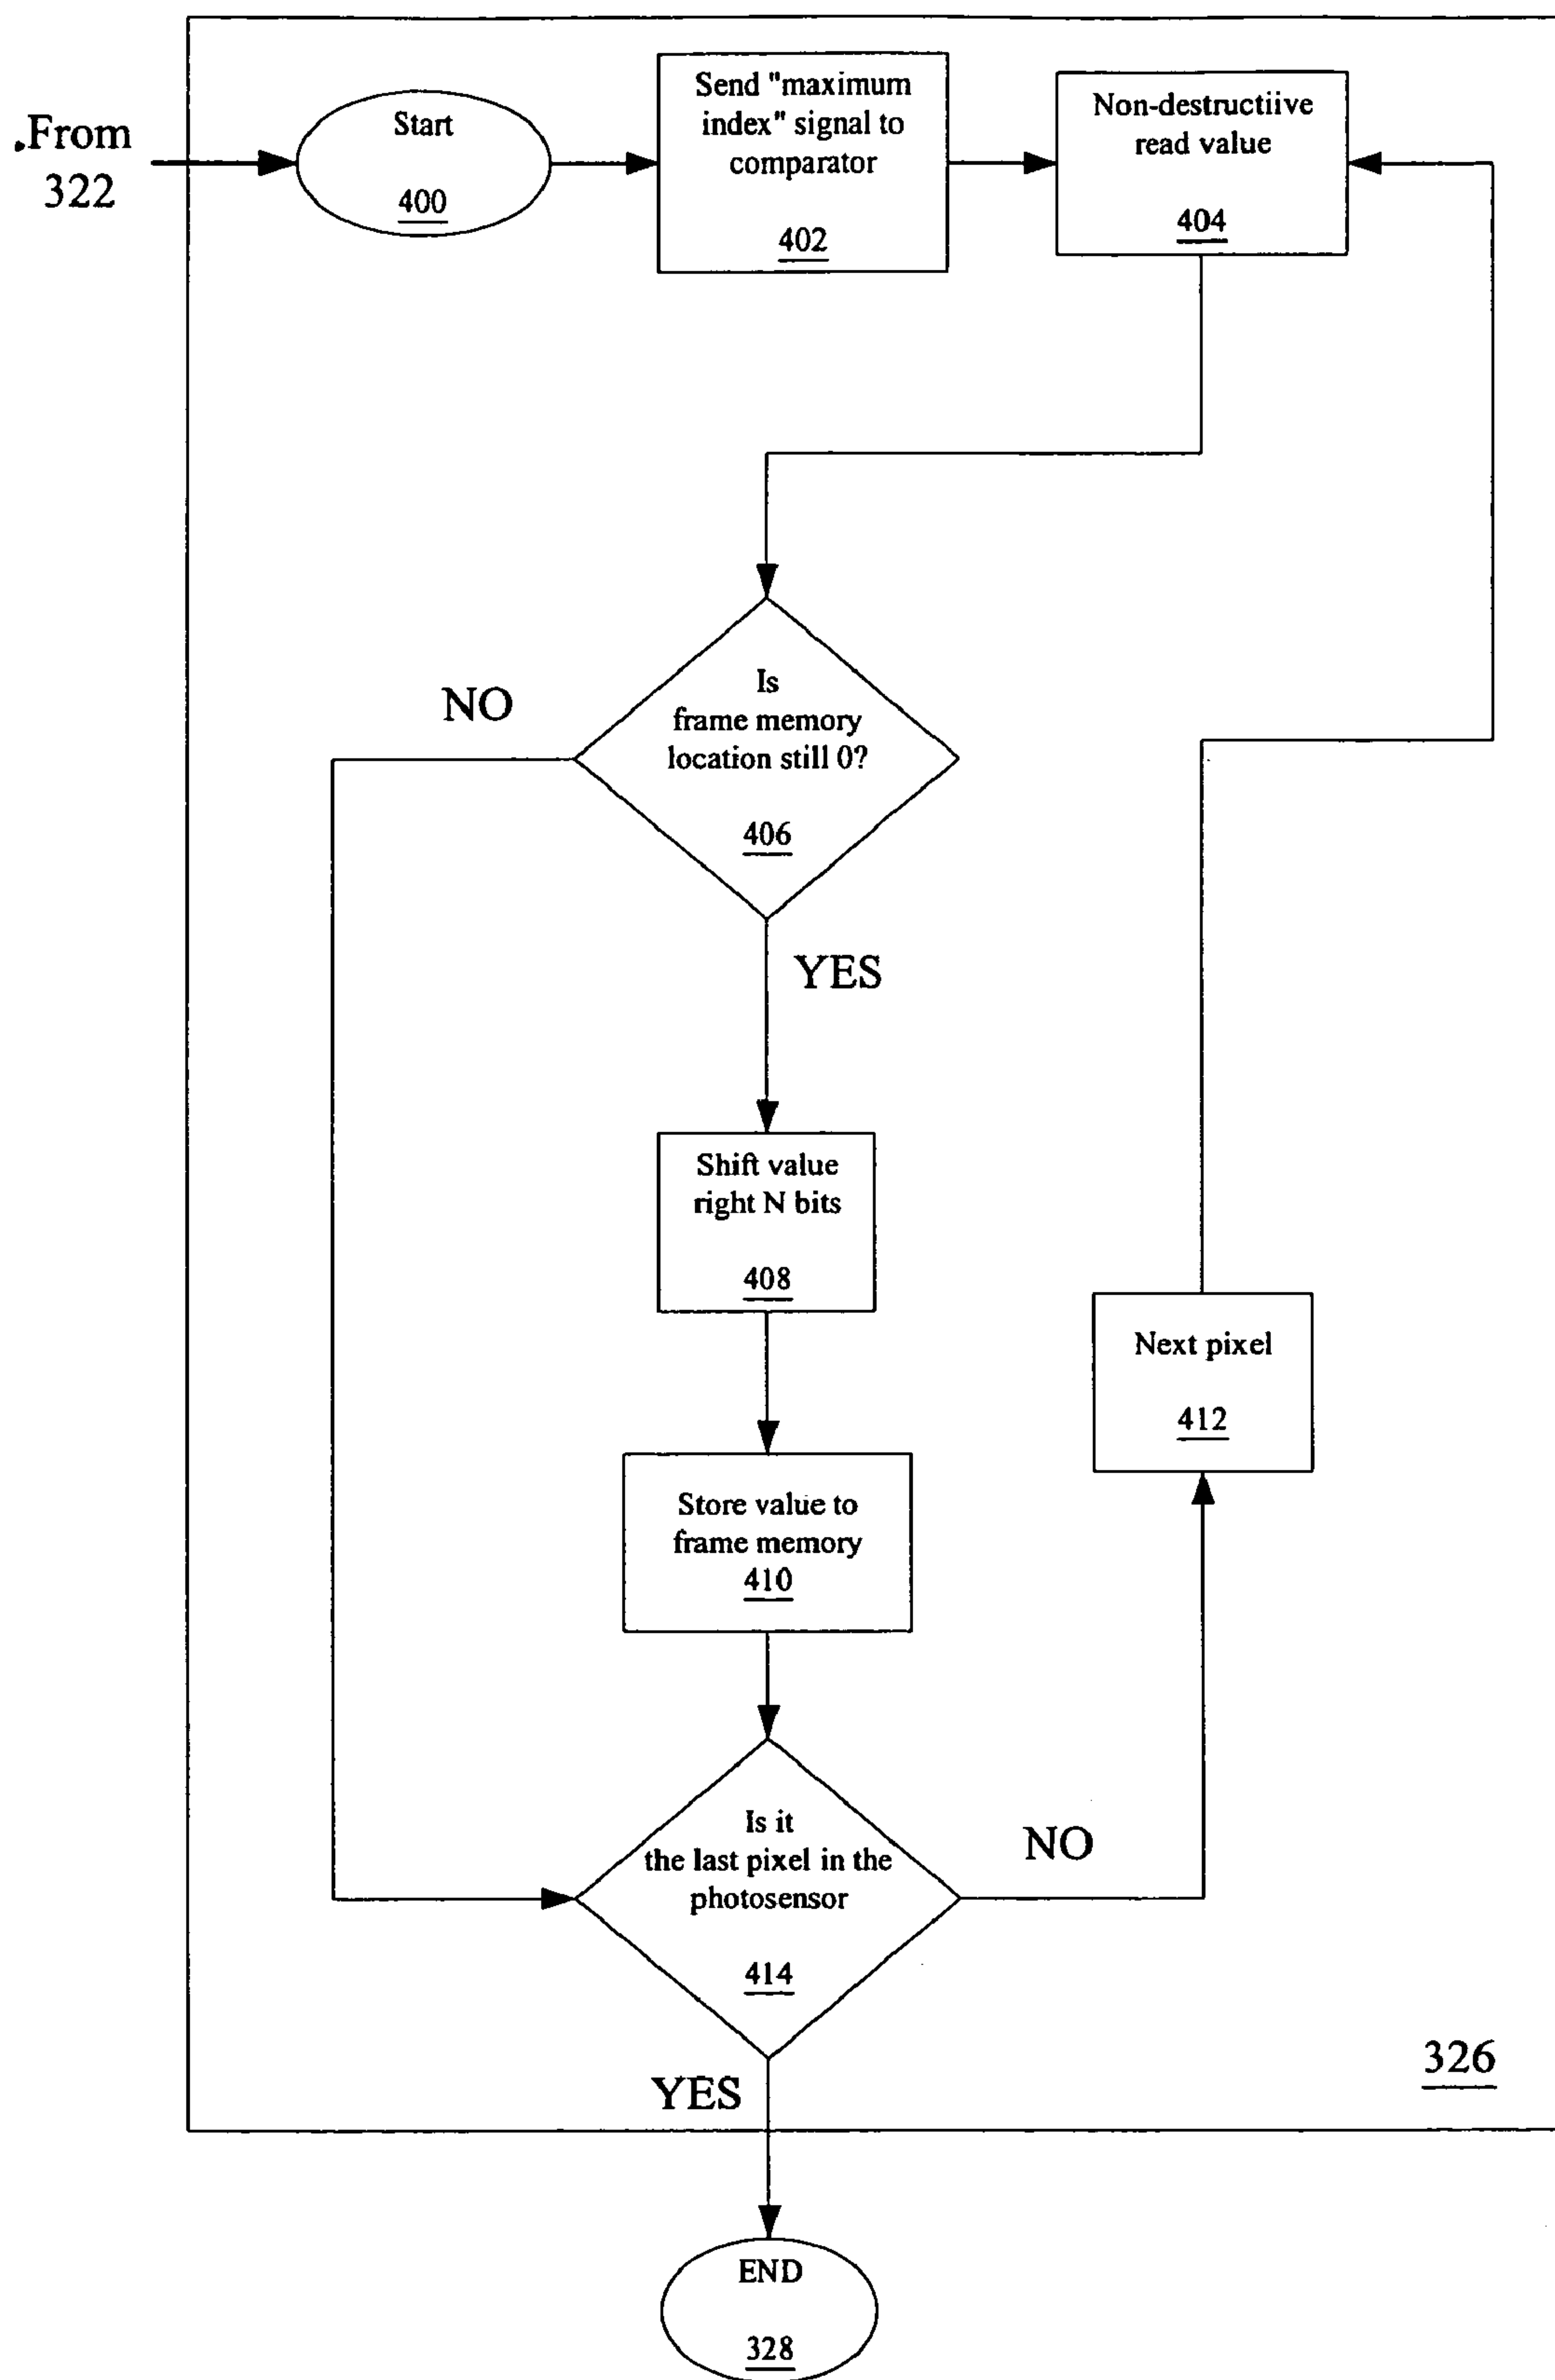 .From
322
Start
400
Send "maximum
index" signal to
comparator
402
Non-destructiive
read value
404
Is
frame memory
location still 0?
406
NO
YES
Shift value
right N bits
408
Next pixel
412
Store value to
frame memory
410
Is it
the last pixel in the
photosensor
414
NO
YES
326
END
328